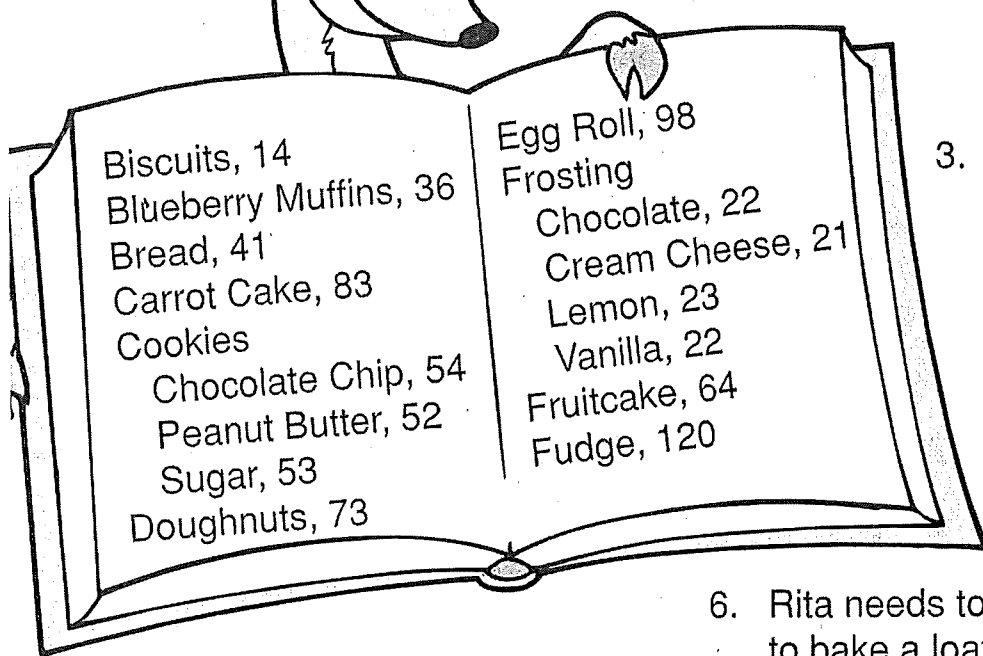 Biscuits, 14
Blueberry Muffins, 36
Bread, 41
Carrot Cake, 83
Cookies
Chocolate Chip, 54
Peanut Butter, 52
Sugar, 53
Doughnuts, 73
Egg Roll, 98
Frosting
Chocolate, 22
Cream Cheese, 21
Lemon, 23
Vanilla, 22
Fruitcake, 64
Fudge, 120
3.
6. Rita needs to
to bake a loaf